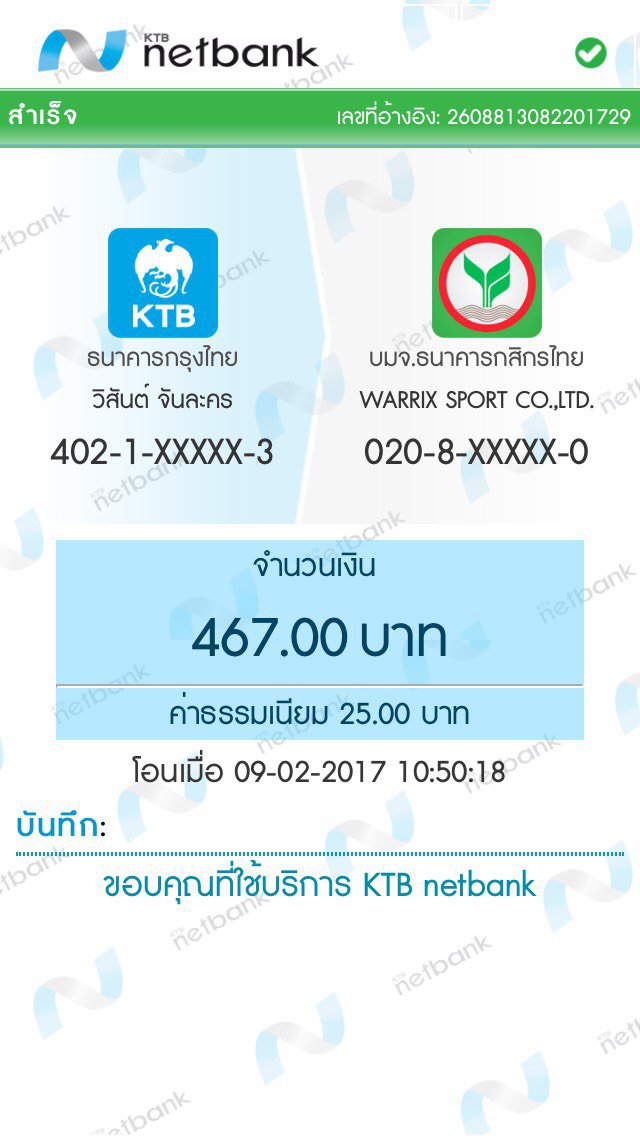 KTB
netbank
สำเร็จ
เลขที่อ้างอิง: 2608813082201729
KTB
ธนาคารกรุงไทย
วิสันต์ จันละคร
402-1-XXXXX-3
บมจ.ธนาคารกสิกรไทย
WARRIX SPORT CO.,LTD.
020-8-XXXXX-0
จำนวนเงิน
467.00 บาท
ค่าธรรมเนียม 25.00 บาท
โอนเมื่อ 09-02-2017 10:50:18
บันทึก:
ขอบคุณที่ใช้บริการ KTB netbank